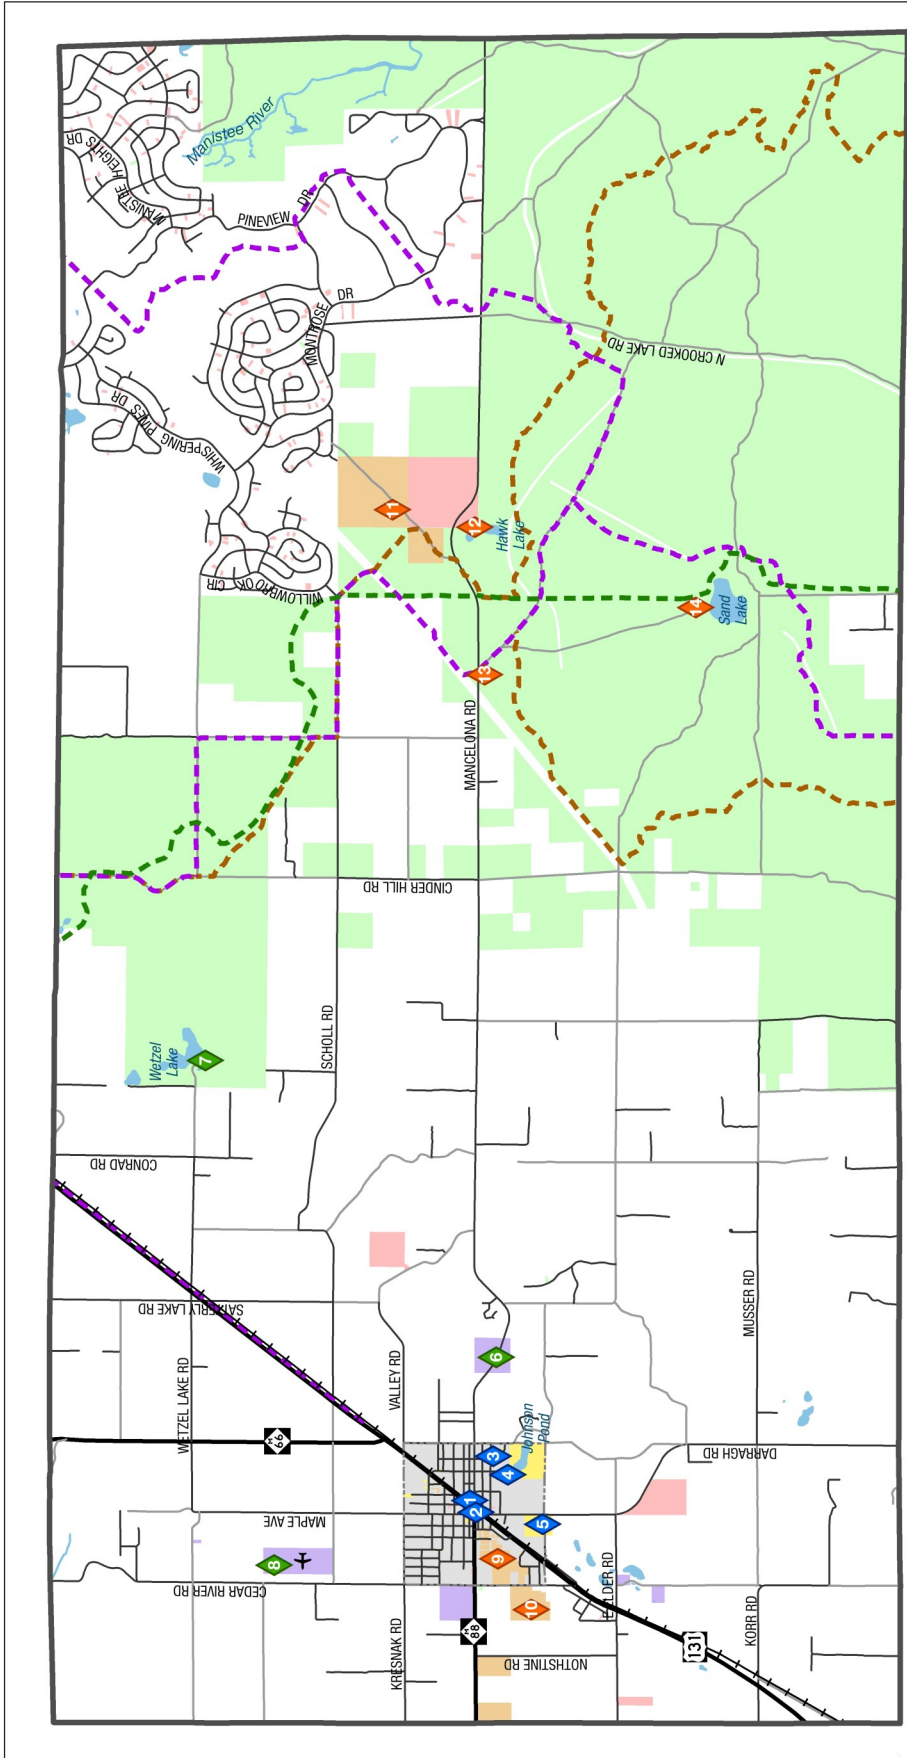 MANISTEE HEIGHTS DR
Manistee River
PINEVIEW
DR
MONTROSE
DR
WHISPERING PINES DR
N CROOKED LAKE RD
11
12
Hawk
Lake
WILLOWBROOK CIR
14
Sand
Lake
13
MANCELONA RD
CINDER HILL RD
Wetzel
Lake
7
SCHOLL RD
CONRAD RD
SATTERLY LAKE RD
MUSSER RD
WETZEL LAKE RD
VALLEY RD
6
M
66
Johnson
Pond
3
4
DARRAGH RD
1
2
MAPLE AVE
5
8
9
CEDAR RIVER RD
ELDER RD
10
M
88
KRESNAK RD
NOTHSTINE RD
KORR RD
131